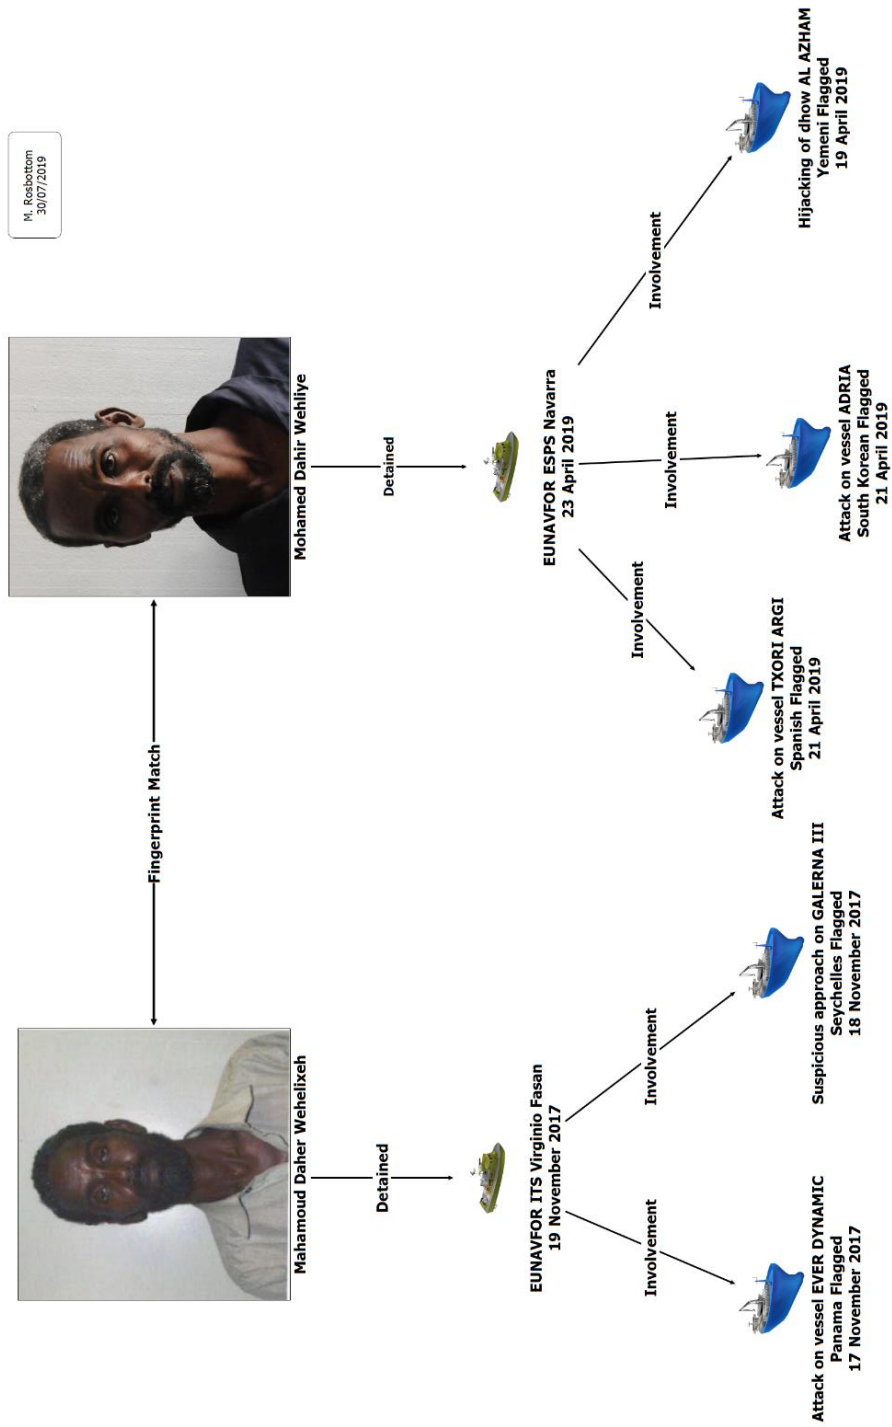 M. Rosbottom
30/07/2019
Fingerprint Match
Mahamoud Daher Wehelixeh
Mohamed Dahir Wehliye
Detained
Detained
EUNAVFOR ITS Virginio Fasan
19 November 2017
EUNAVFOR ESPS Navarra
23 April 2019
Involvement
Involvement
Involvement
Involvement
Involvement
Attack on vessel EVER DYNAMIC
Panama Flagged
17 November 2017
Suspicious approach on GALERNA III
Seychelles Flagged
18 November 2017
Attack on vessel TXORI ARGI
Spanish Flagged
21 April 2019
Attack on vessel ADRIA
South Korean Flagged
21 April 2019
Hijacking of dhow AL AZHAM
Yemeni Flagged
19 April 2019